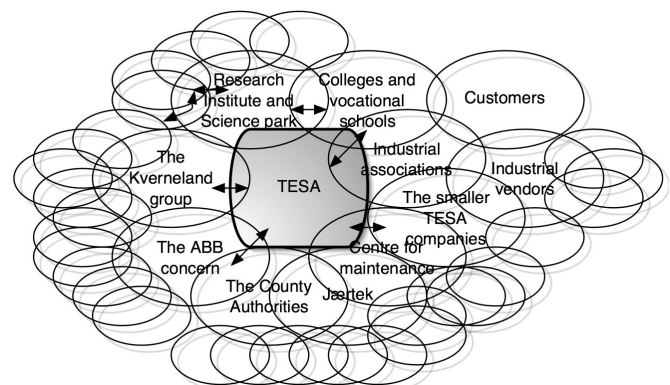 Research
Institute and
Science park
Colleges and
vocational
schools
Customers
The
Kverneland
group
TESA
Industrial
associations
Industrial
vendors
The smaller
TESA
companies
The ABB
concern
Centre for
maintenance
The County
Authorities
Jærtek